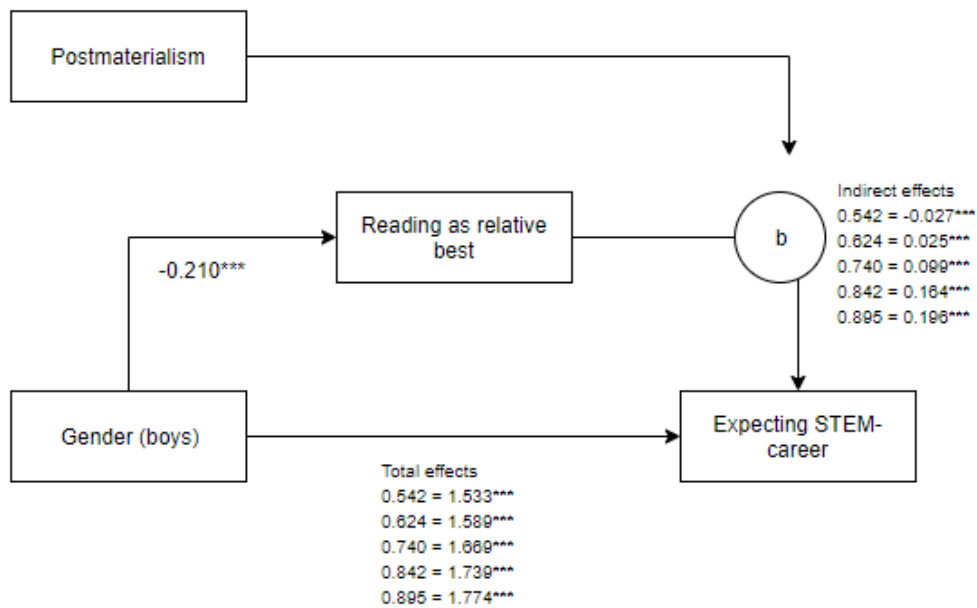 Postmaterialism
Indirect effects
0.542 = -0.027***
0.624 = 0.025***
0.740 = 0.099***
0.842 = 0.164***
0.895 = 0.196***
Reading as relative
best
b
-0.210***
Gender (boys)
Expecting STEM-
career
Total effects
0.542 = 1.533***
0.624 = 1.589***
0.740 = 1.669***
0.842 = 1.739***
0.895 = 1.774***